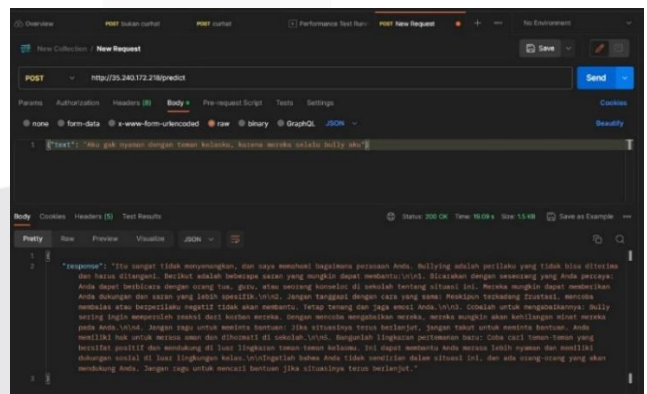 Overview POST bukan curhat POST curhat Performance Test Run POST New Request + No Environment
New Collection / New Request Save
POST http://35.240.172.219/predict Send
Params Authorization Headers (8) Body Pre-request Script Tests Settings Cookies
none form-data x-www-form-urlencoded raw binary GraphQL JSON Beautify
1 {"text": "Aku gak nyaman dengan teman kelasku, karena mereka selalu bully aku"}
Body Cookies Headers (5) Test Results Status: 200 OK Time: 19.09 s Size: 1.5 KB Save as Example
Pretty Raw Preview Visualize JSON
1 {
2 "response": "Itu sangat tidak menyenangkan, dan saya memahami bagaimana perasaan Anda. Bullying adalah perilaku yang tidak bisa diterima
dan harus ditangani. Berikut adalah beberapa saran yang mungkin dapat membantu:\n\n1. Bicarakan dengan seseorang yang Anda percaya:
Anda dapat berbicara dengan orang tua, guru, atau seorang konselor di sekolah tentang situasi ini. Mereka mungkin dapat memberikan
Anda dukungan dan saran yang lebih spesifik.\n\n2. Jangan tanggapi dengan cara yang sama: Meskipun terkadang frustasi, mencoba
membalas atau berperilaku negatif tidak akan membantu. Tetap tenang dan jaga emosi Anda.\n\n3. Cobalah untuk mengabaikannya: Bully
sering ingin memperoleh reaksi dari korban mereka. Dengan mencoba mengabaikan mereka, mereka mungkin akan kehilangan minat mereka
pada Anda.\n\n4. Jangan ragu untuk meminta bantuan: Jika situasinya terus berlanjut, jangan takut untuk meminta bantuan. Anda
memiliki hak untuk merasa aman dan dihormati di sekolah.\n\n5. Bangunlah lingkaran pertemanan baru: Coba cari teman-teman yang
bersifat positif dan mendukung di luar lingkaran teman-teman kelasmu. Ini dapat membantu Anda merasa lebih nyaman dan memiliki
dukungan sosial di luar lingkungan kelas.\n\nIngatlah bahwa Anda tidak sendirian dalam situasi ini, dan ada orang-orang yang akan
mendukung Anda. Jangan ragu untuk mencari bantuan jika situasinya terus berlanjut."
3 }